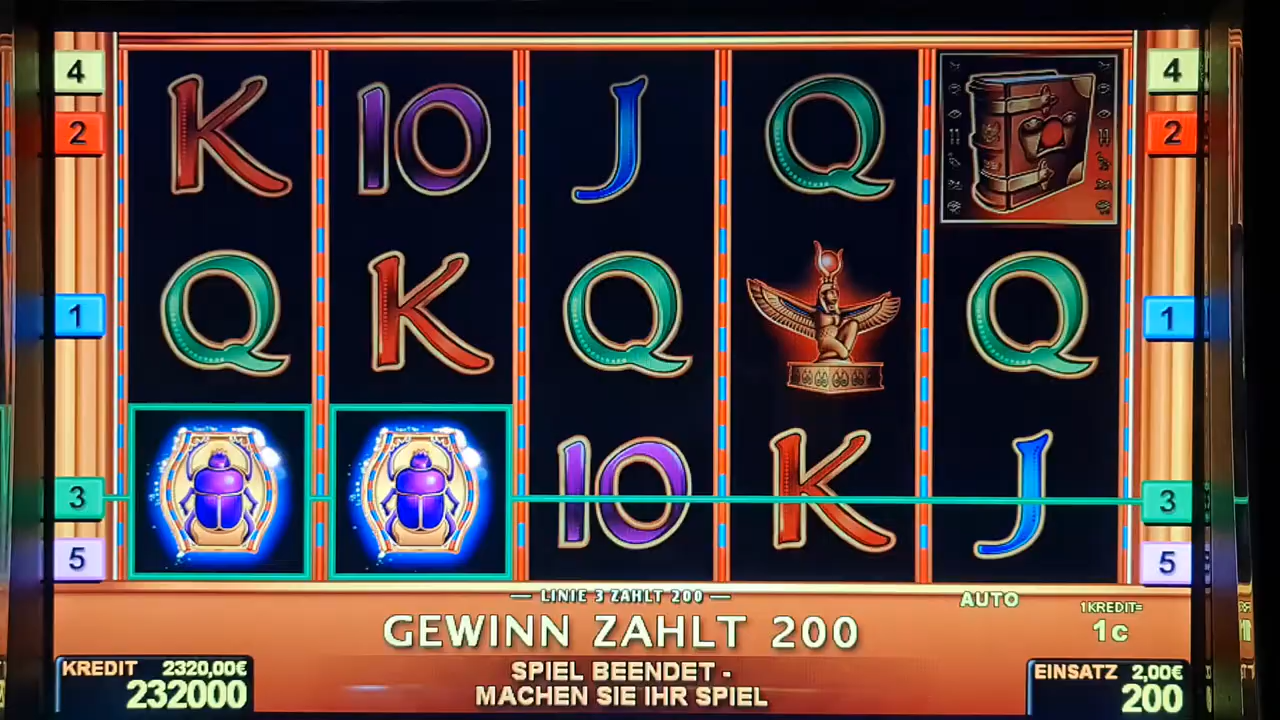 4 K 10 J Q 4
2 2
1 Q K Q Q 1
3 10 K J 3
5 5
LINIE 3 ZAHLT 200
AUTO
1KREDIT=
1c
GEWINN ZAHLT 200
KREDIT 2320,00€
232000
SPIEL BEENDET -
MACHEN SIE IHR SPIEL
EINSATZ 2,00€
200